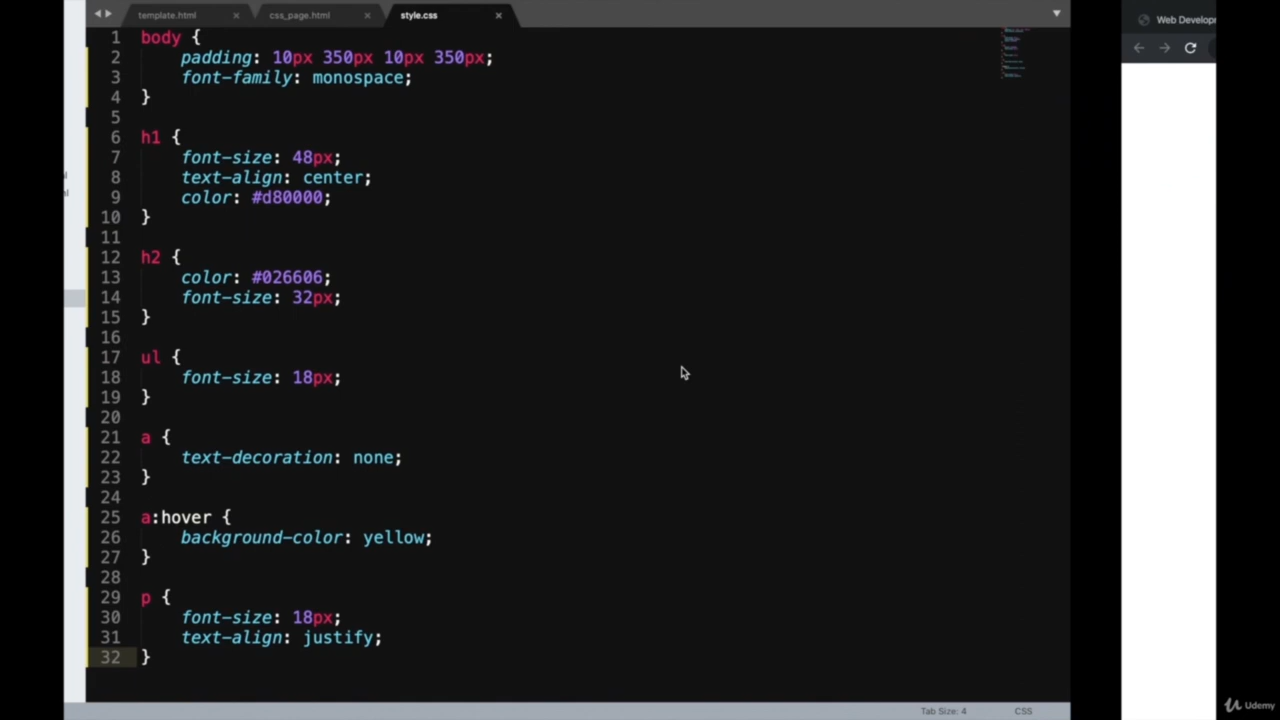 template.html × css_page.html × style.css × ▼
Web Develop
1 body {
2     padding: 10px 350px 10px 350px;
3     font-family: monospace;
4 }
5
6 h1 {
7     font-size: 48px;
8     text-align: center;
9     color: #d80000;
10 }
11
12 h2 {
13     color: #026606;
14     font-size: 32px;
15 }
16
17 ul {
18     font-size: 18px;
19 }
20
21 a {
22     text-decoration: none;
23 }
24
25 a:hover {
26     background-color: yellow;
27 }
28
29 p {
30     font-size: 18px;
31     text-align: justify;
32 }
Tab Size: 4 CSS
Udemy